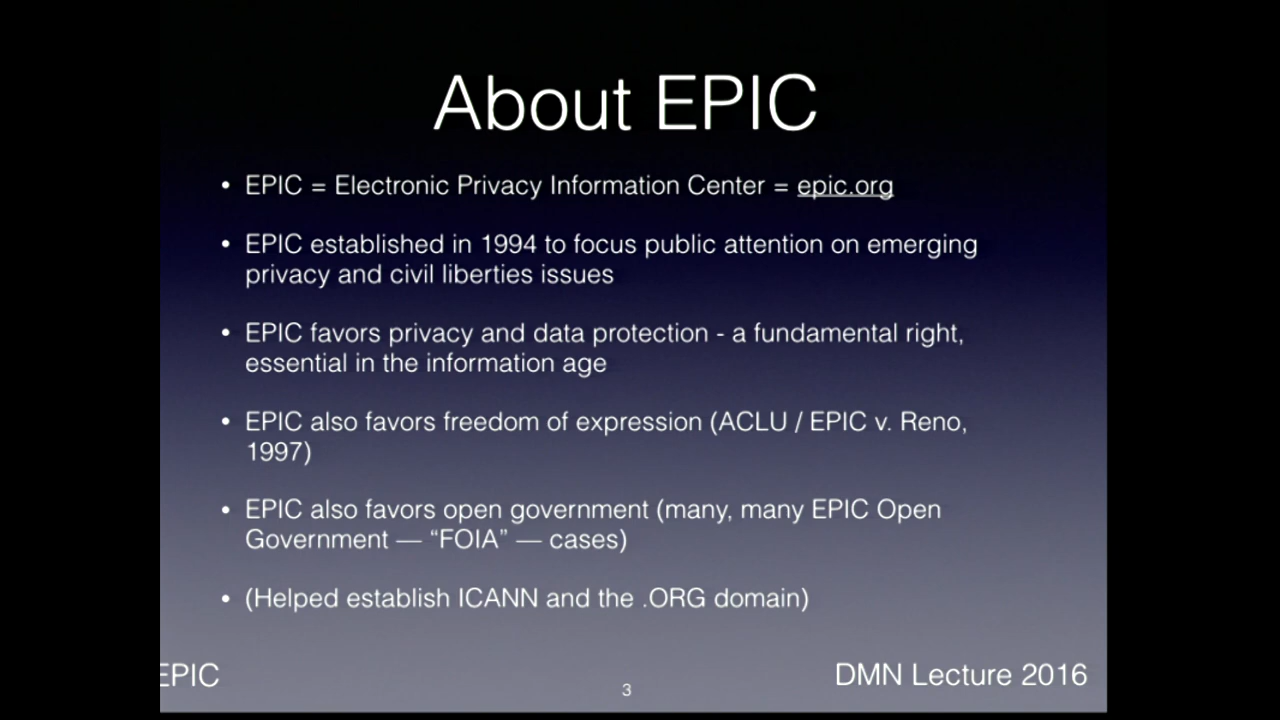 About EPIC
• EPIC = Electronic Privacy Information Center = epic.org
• EPIC established in 1994 to focus public attention on emerging
privacy and civil liberties issues
• EPIC favors privacy and data protection - a fundamental right,
essential in the information age
• EPIC also favors freedom of expression (ACLU / EPIC v. Reno,
1997)
• EPIC also favors open government (many, many EPIC Open
Government — “FOIA” — cases)
• (Helped establish ICANN and the .ORG domain)
EPIC
3
DMN Lecture 2016